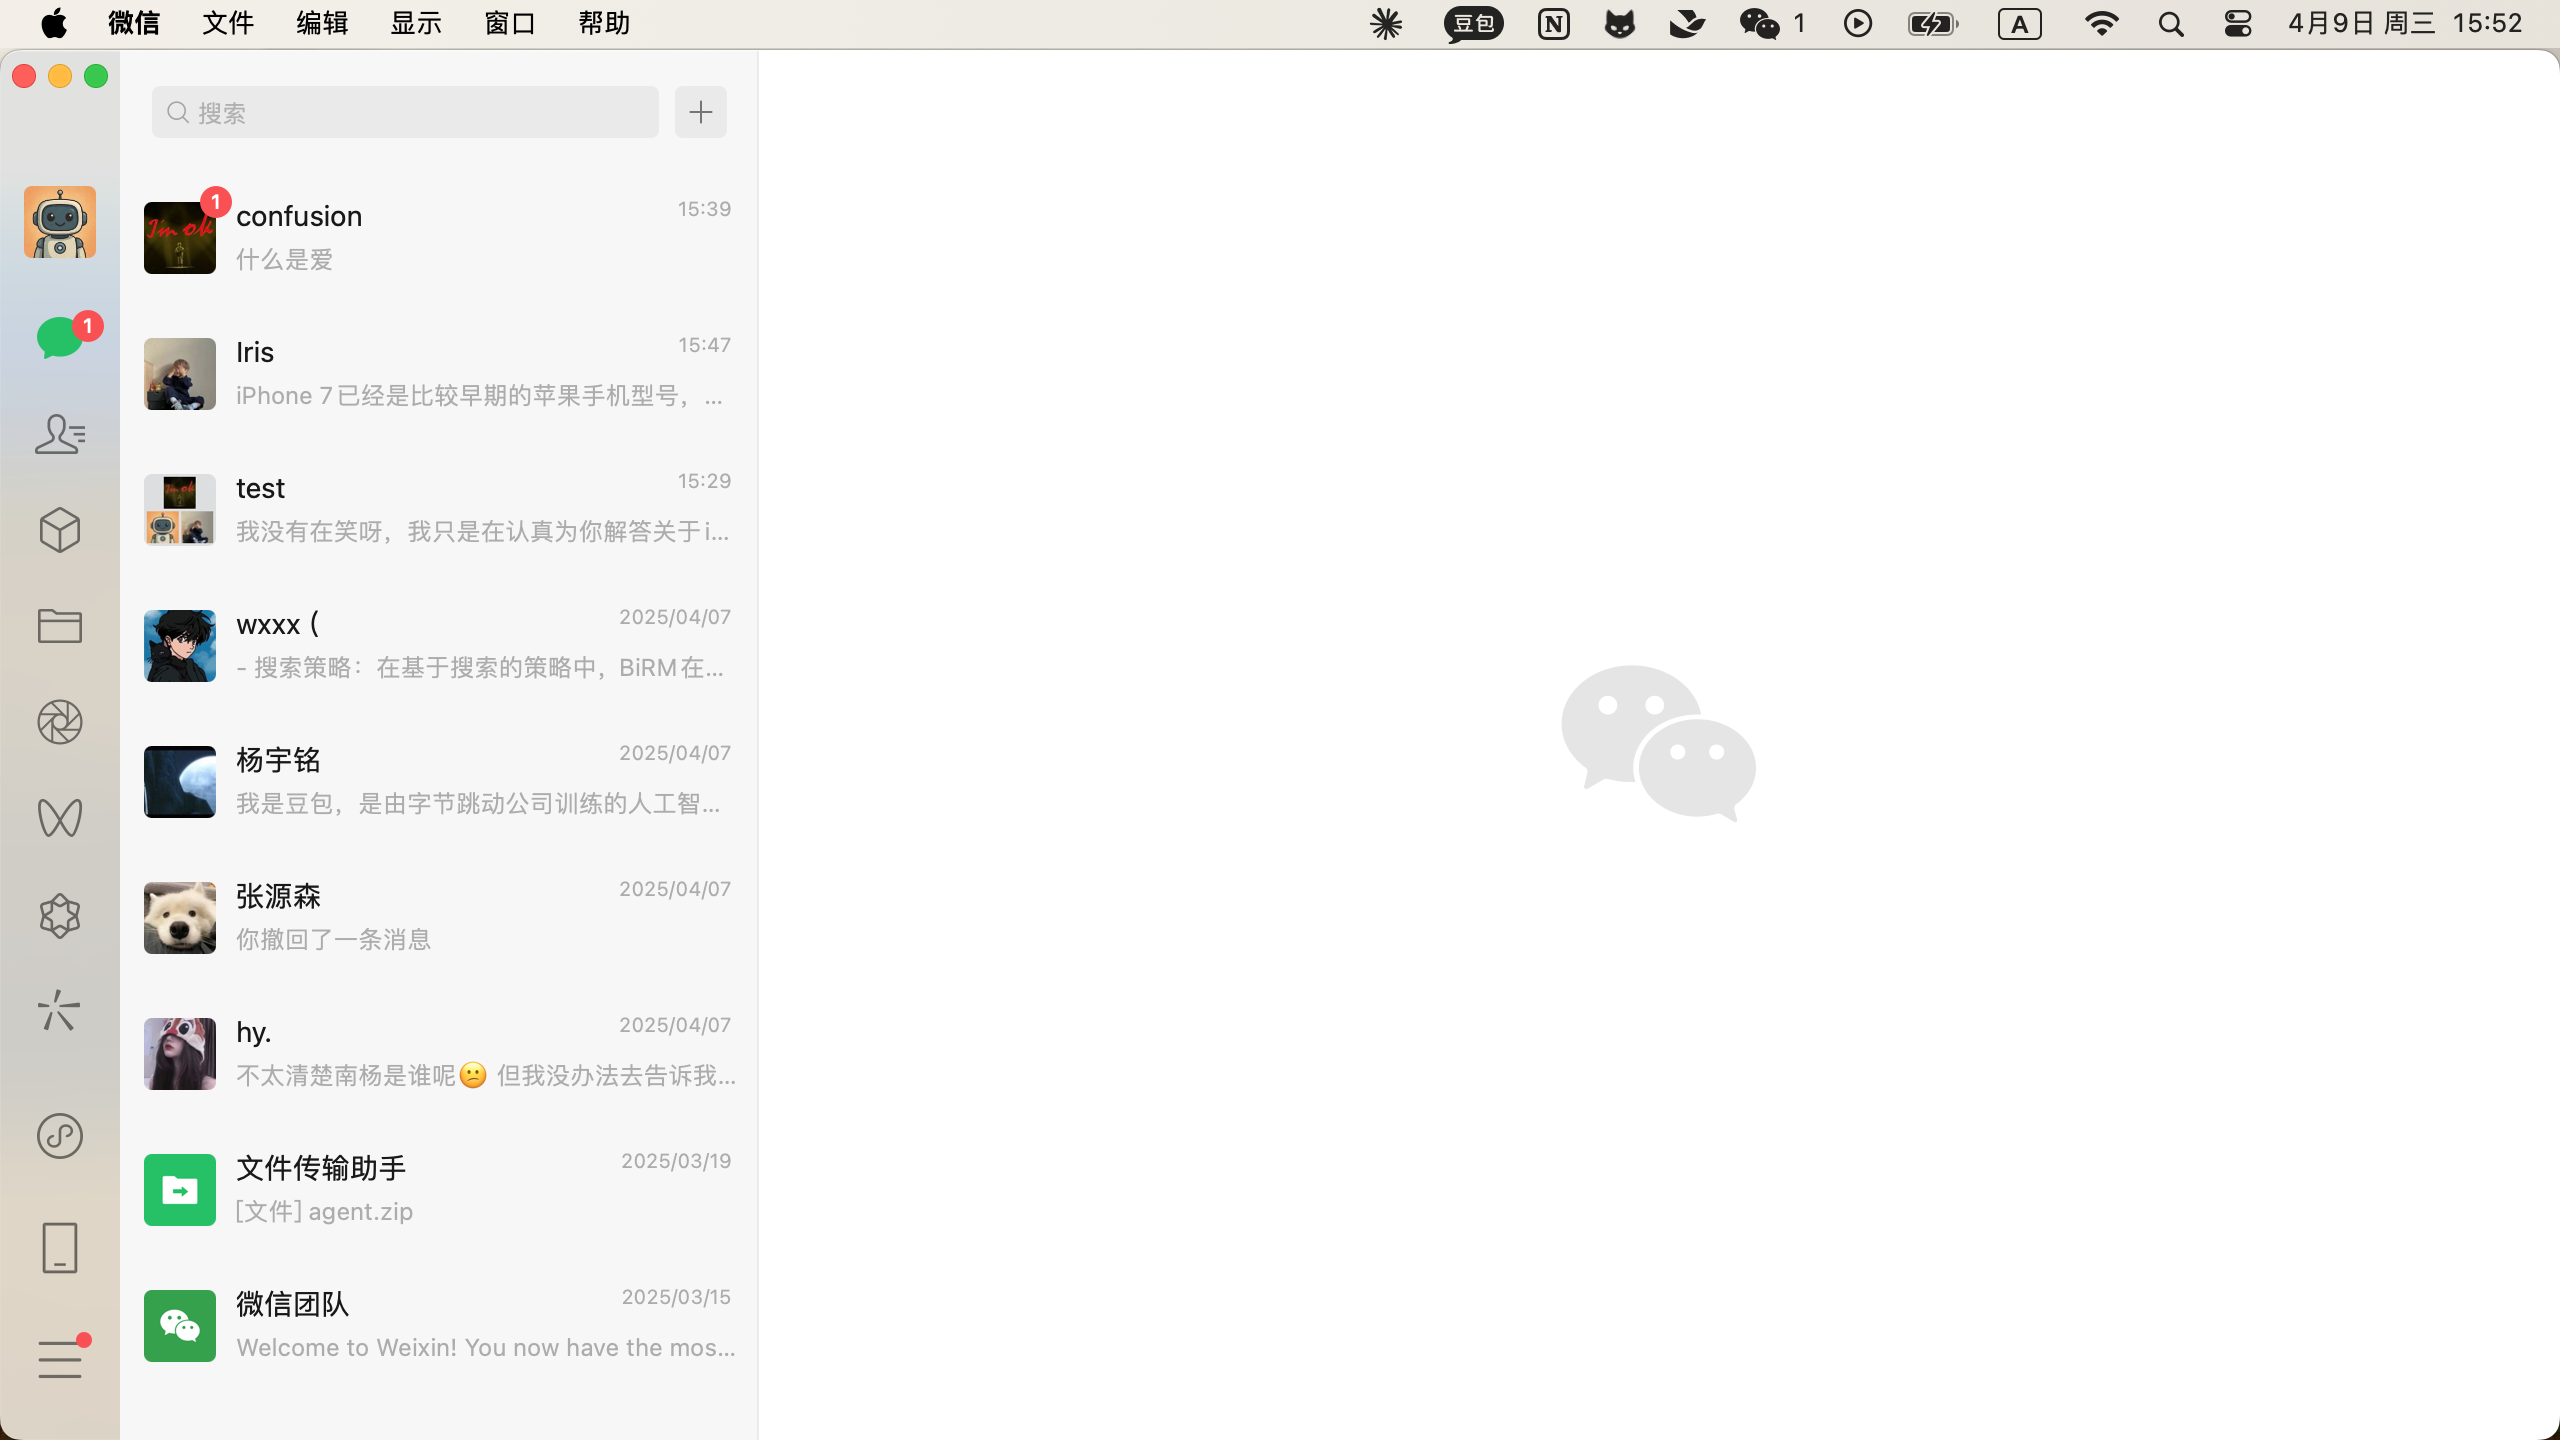 微信 文件 编辑 显示 窗口 帮助 豆包 N 1 A 4月9日 周三 15:52
搜索
1
confusion 15:39
I'm ok
什么是爱
1
Iris 15:47
iPhone 7已经是比较早期的苹果手机型号，...
test 15:29
我没有在笑呀，我只是在认真为你解答关于i...
wxxx (  2025/04/07
- 搜索策略：在基于搜索的策略中，BiRM在...
杨宇铭 2025/04/07
我是豆包，是由字节跳动公司训练的人工智...
张源森 2025/04/07
你撤回了一条消息
hy. 2025/04/07
不太清楚南杨是谁呢😕 但我没办法去告诉我...
文件传输助手 2025/03/19
[文件] agent.zip
微信团队 2025/03/15
Welcome to Weixin! You now have the mos...